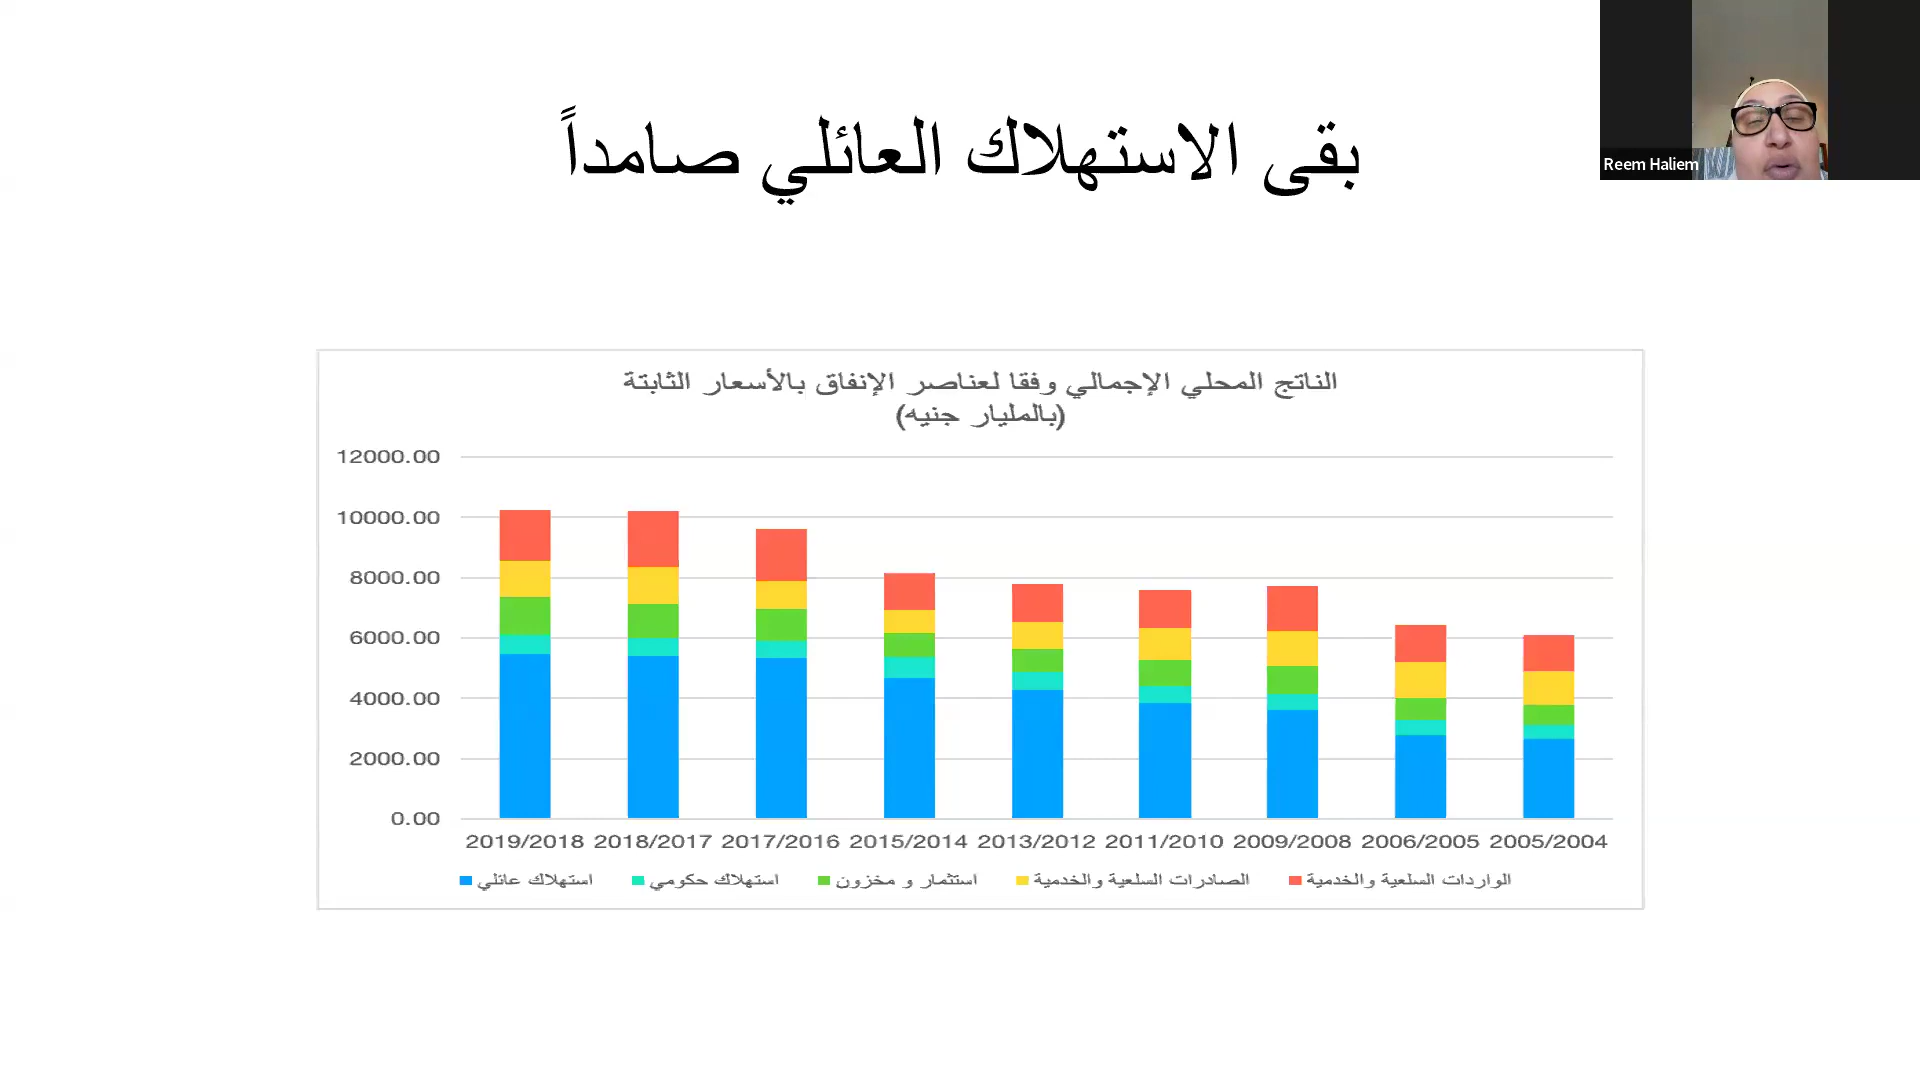 بقى الاستهلاك العائلي صامداً
Reem Haliem
الناتج المحلي الإجمالي وفقا لعناصر الإنفاق بالأسعار الثابتة
(بالمليار جنيه)
12000.00
10000.00
8000.00
6000.00
4000.00
2000.00
0.00
2019/2018 2018/2017 2017/2016 2015/2014 2013/2012 2011/2010 2009/2008 2006/2005 2005/2004
استهلاك عائلي استهلاك حكومي استثمار و مخزون الصادرات السلعية والخدمية الواردات السلعية والخدمية